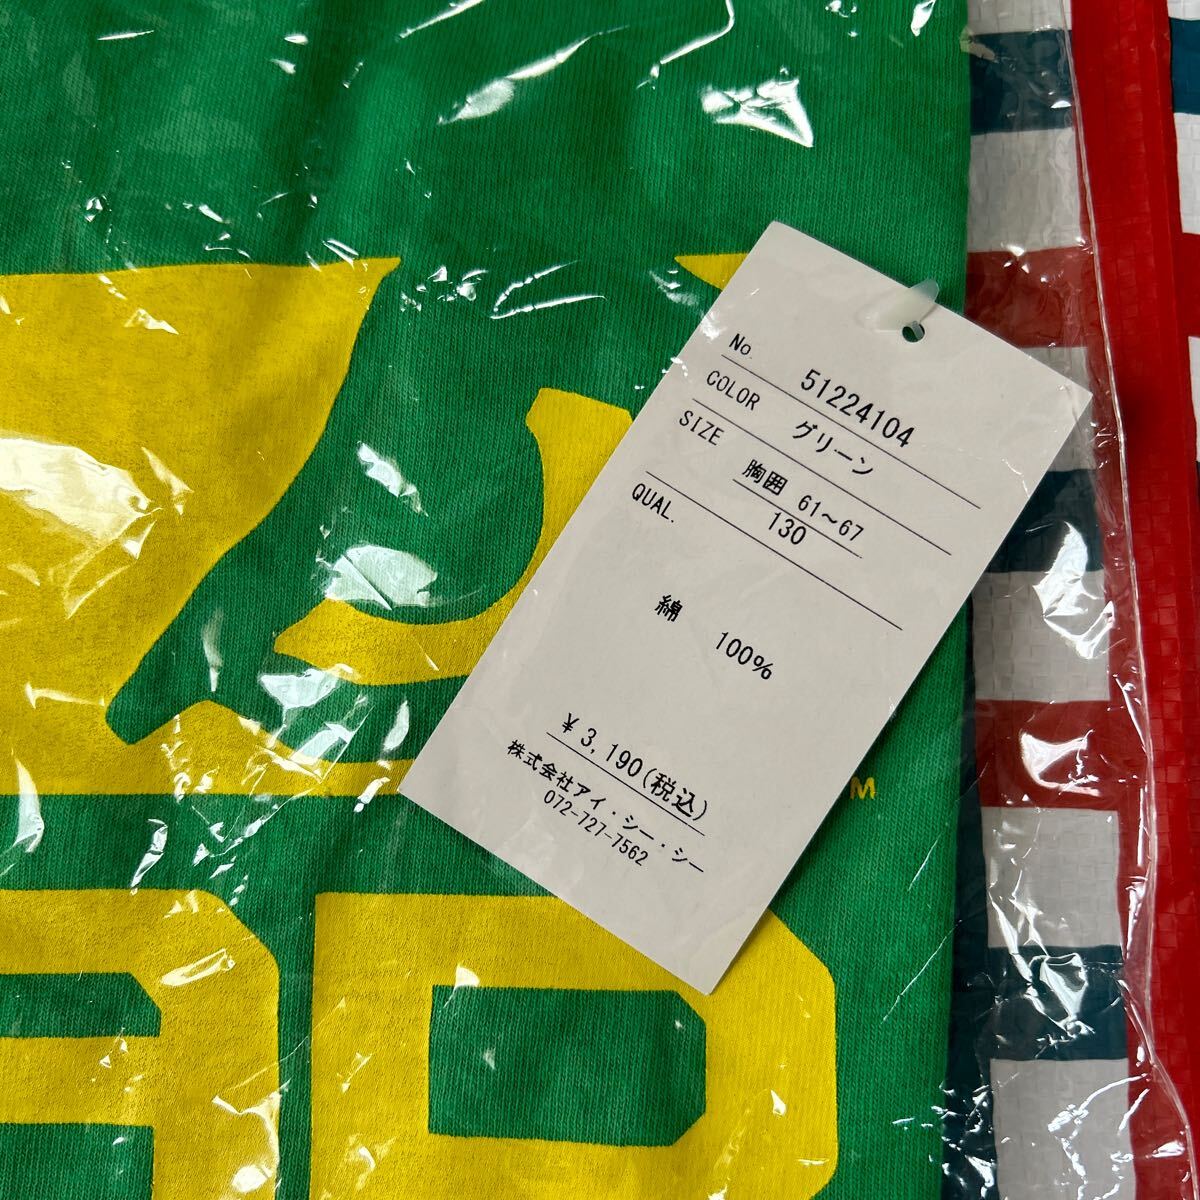 No. 51224104
COLOR グリーン
SIZE 胸囲 61～67
130
QUAL.
綿 100%
¥ 3,190(税込)
株式会社アイ・シー・シー
072-727-7562
M